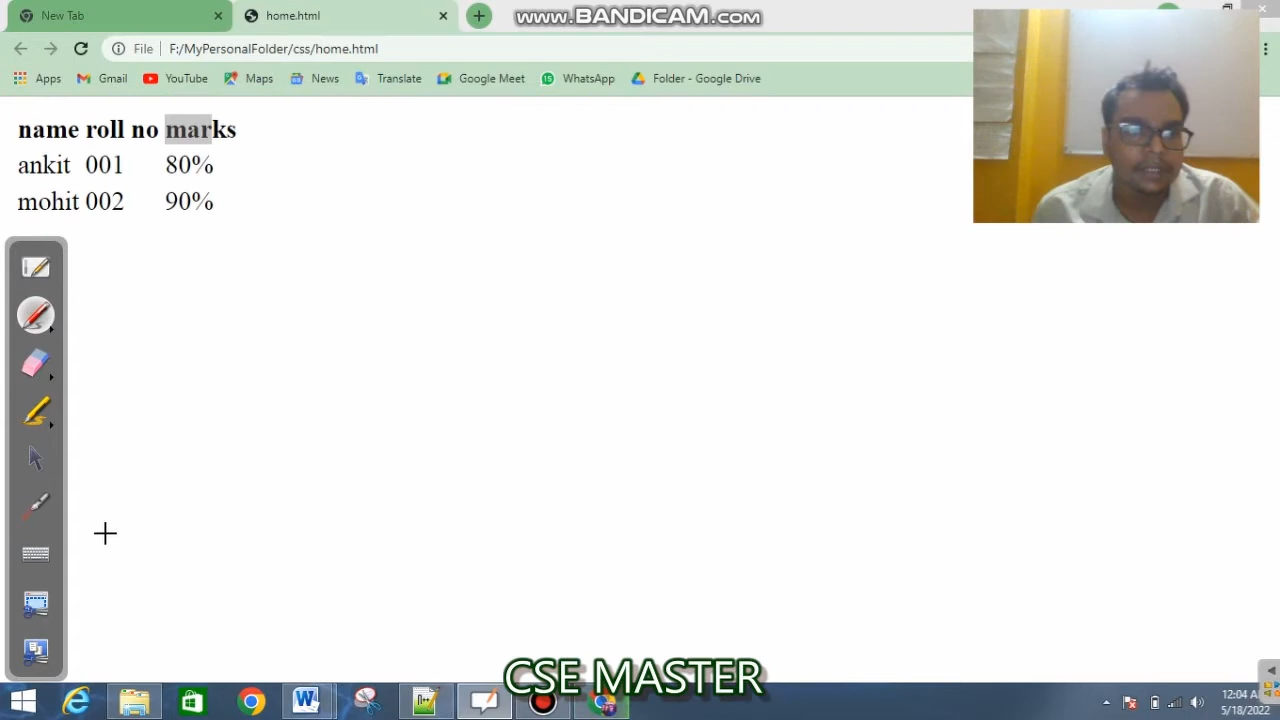 New Tab
home.html
www.BANDICAM.com
File
F:/MyPersonalFolder/css/home.html
Apps
Gmail
YouTube
Maps
News
Translate
Google Meet
15
WhatsApp
Folder - Google Drive
name roll no marks
ankit 001 80%
mohit 002 90%
CSE MASTER
12:04 AM
5/18/2022